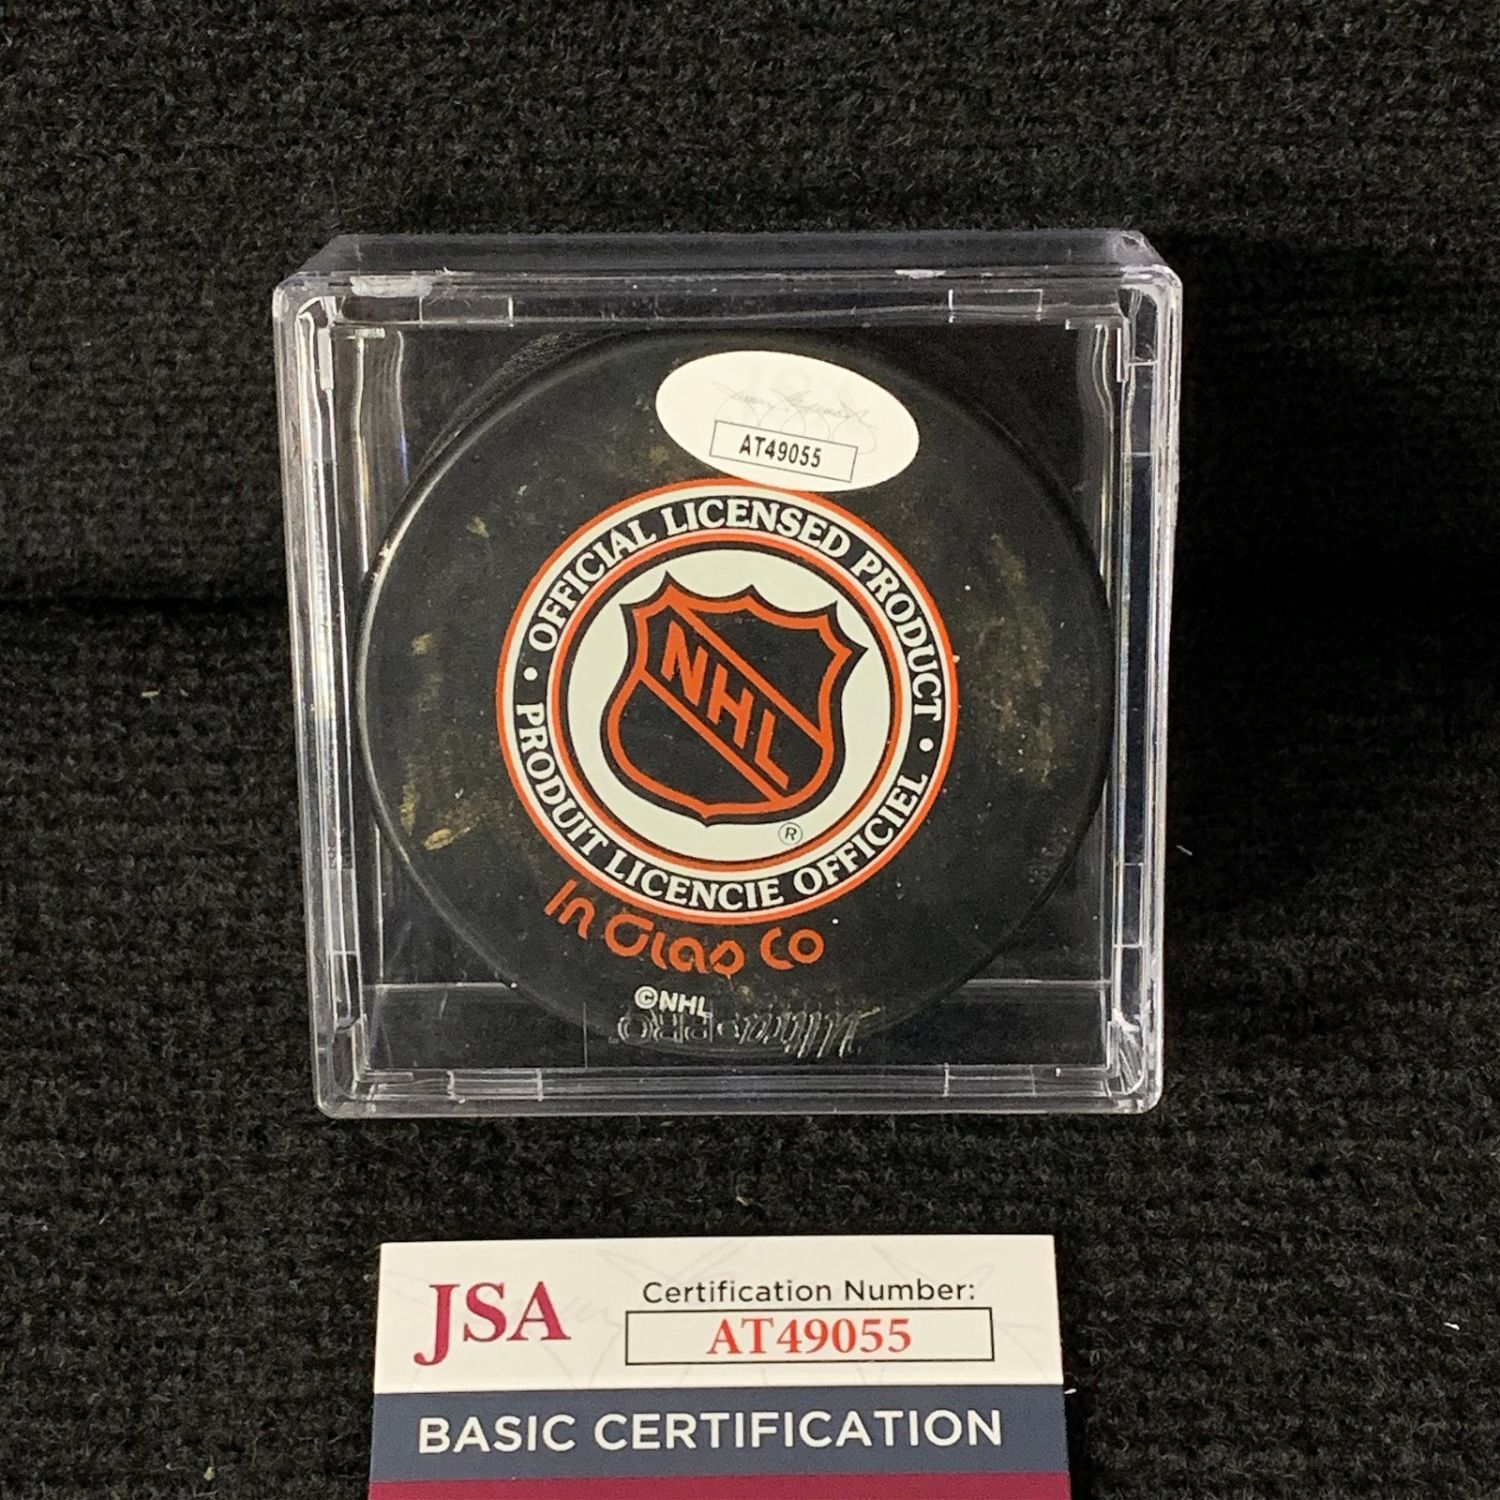 AT49055
• OFFICIAL LICENSED PRODUCT •
PRODUIT LICENCIE OFFICIEL
NHL
®
In Glas Co
©NHL
JSA
Certification Number:
AT49055
BASIC CERTIFICATION